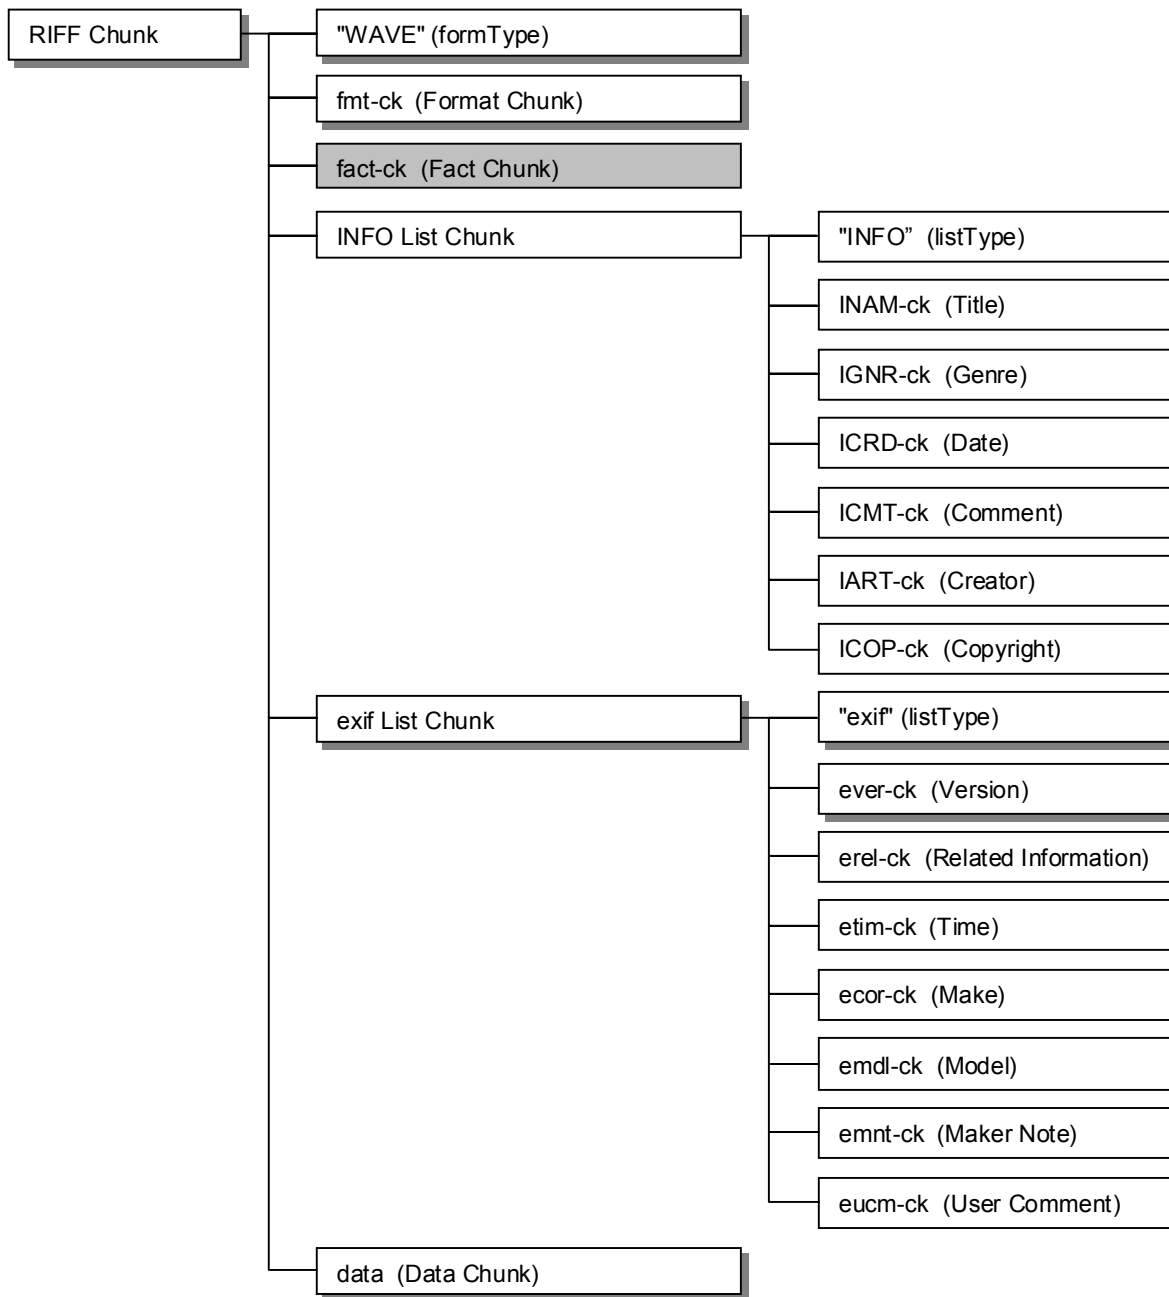 RIFF Chunk
"WAVE" (formType)
fmt-ck (Format Chunk)
fact-ck (Fact Chunk)
INFO List Chunk
"INFO” (listType)
INAM-ck (Title)
IGNR-ck (Genre)
ICRD-ck (Date)
ICMT-ck (Comment)
IART-ck (Creator)
ICOP-ck (Copyright)
exif List Chunk
"exif" (listType)
ever-ck (Version)
erel-ck (Related Information)
etim-ck (Time)
ecor-ck (Make)
emdl-ck (Model)
emnt-ck (Maker Note)
eucm-ck (User Comment)
data (Data Chunk)